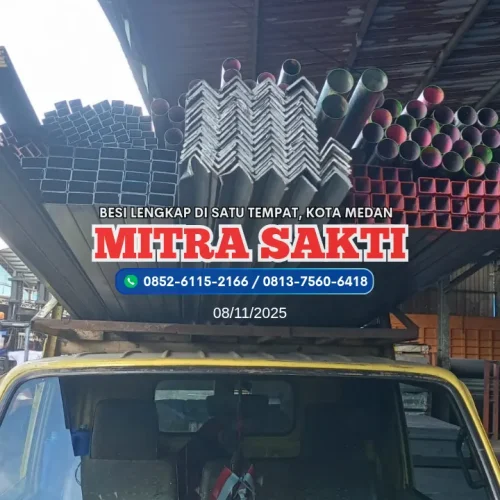 BESI LENGKAP DI SATU TEMPAT, KOTA MEDAN
MITRA SAKTI
0852-6115-2166 / 0813-7560-6418
08/11/2025